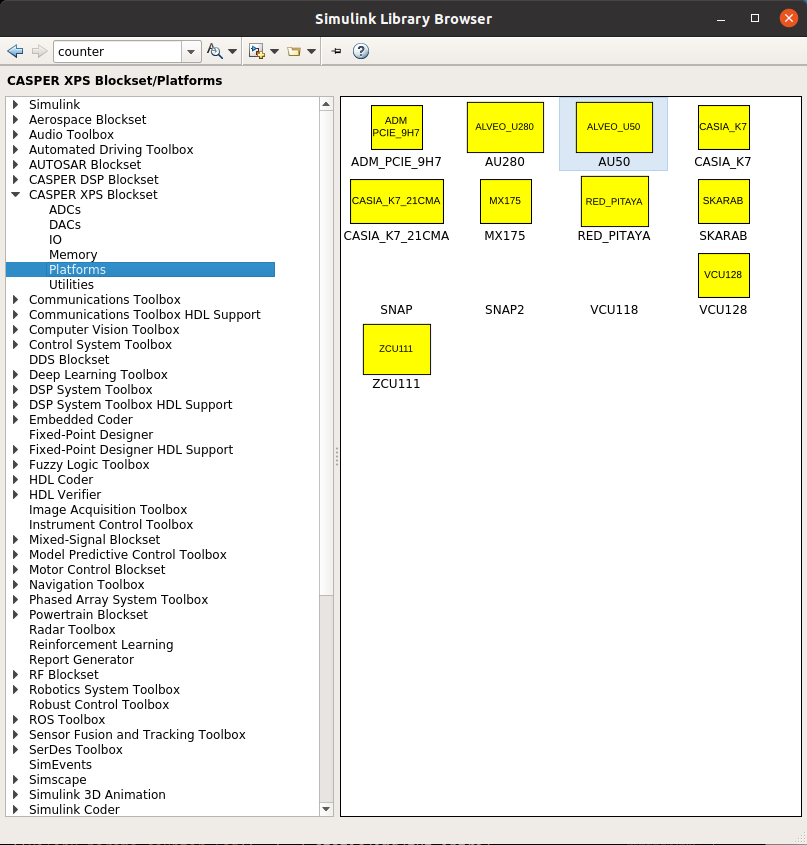 Simulink Library Browser
counter
CASPER XPS Blockset/Platforms
Simulink
Aerospace Blockset
Audio Toolbox
Automated Driving Toolbox
AUTOSAR Blockset
CASPER DSP Blockset
CASPER XPS Blockset
ADCs
DACs
IO
Memory
Platforms
Utilities
Communications Toolbox
Communications Toolbox HDL Support
Computer Vision Toolbox
Control System Toolbox
DDS Blockset
Deep Learning Toolbox
DSP System Toolbox
DSP System Toolbox HDL Support
Embedded Coder
Fixed-Point Designer
Fixed-Point Designer HDL Support
Fuzzy Logic Toolbox
HDL Coder
HDL Verifier
Image Acquisition Toolbox
Instrument Control Toolbox
Mixed-Signal Blockset
Model Predictive Control Toolbox
Motor Control Blockset
Navigation Toolbox
Phased Array System Toolbox
Powertrain Blockset
Radar Toolbox
Reinforcement Learning
Report Generator
RF Blockset
Robotics System Toolbox
Robust Control Toolbox
ROS Toolbox
Sensor Fusion and Tracking Toolbox
SerDes Toolbox
SimEvents
Simscape
Simulink 3D Animation
Simulink Coder
ADM
PCIE_9H7
ALVEO_U280
ALVEO_U50
CASIA_K7
ADM_PCIE_9H7
AU280
AU50
CASIA_K7
CASIA_K7_21CMA
MX175
RED_PITAYA
SKARAB
CASIA_K7_21CMA
MX175
RED_PITAYA
SKARAB
VCU128
SNAP
SNAP2
VCU118
VCU128
ZCU111
ZCU111